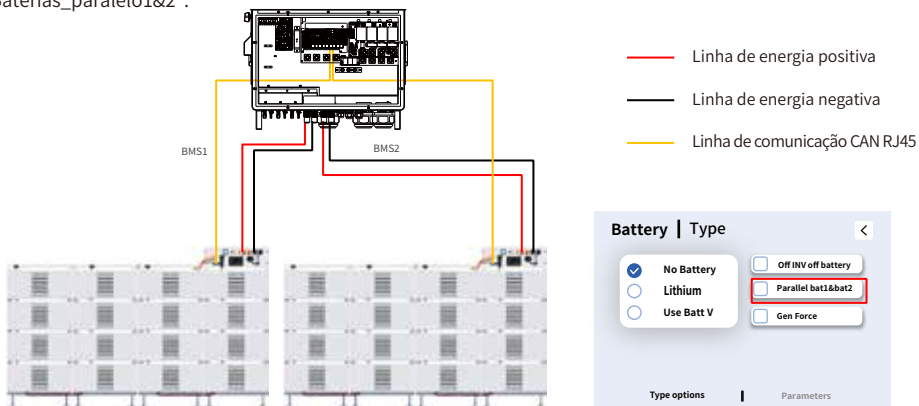 Baterias_paralelo1&2 .
Linha de energia positiva
Linha de energia negativa
Linha de comunicação CAN RJ45
BMS1
BMS2
Battery | Type
<
No Battery
Lithium
Use Batt V
Off INV off battery
Parallel bat1&bat2
Gen Force
Type options
Parameters